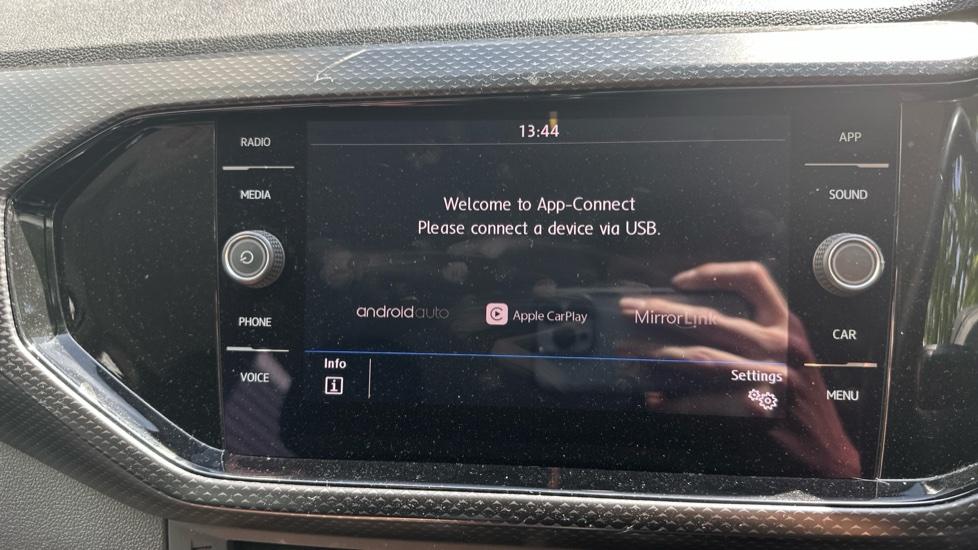 13:44
RADIO
MEDIA
PHONE
VOICE
Welcome to App-Connect
Please connect a device via USB.
androidauto
Apple CarPlay
MirrorLink
Info
i
Settings
APP
SOUND
CAR
MENU